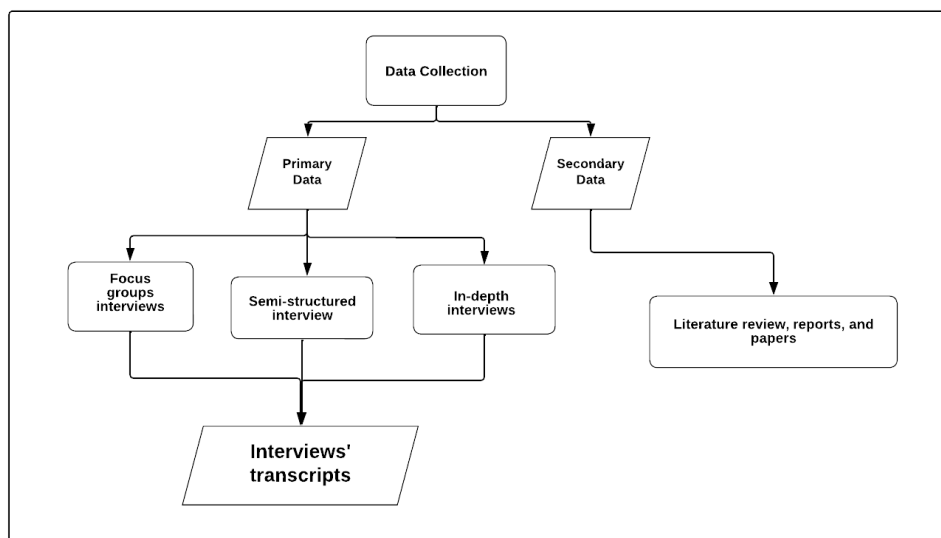 Data Collection
Primary
Data
Secondary
Data
Focus
groups
interviews
Semi-structured
interview
In-depth
interviews
Literature review, reports, and
papers
Interviews'
transcripts